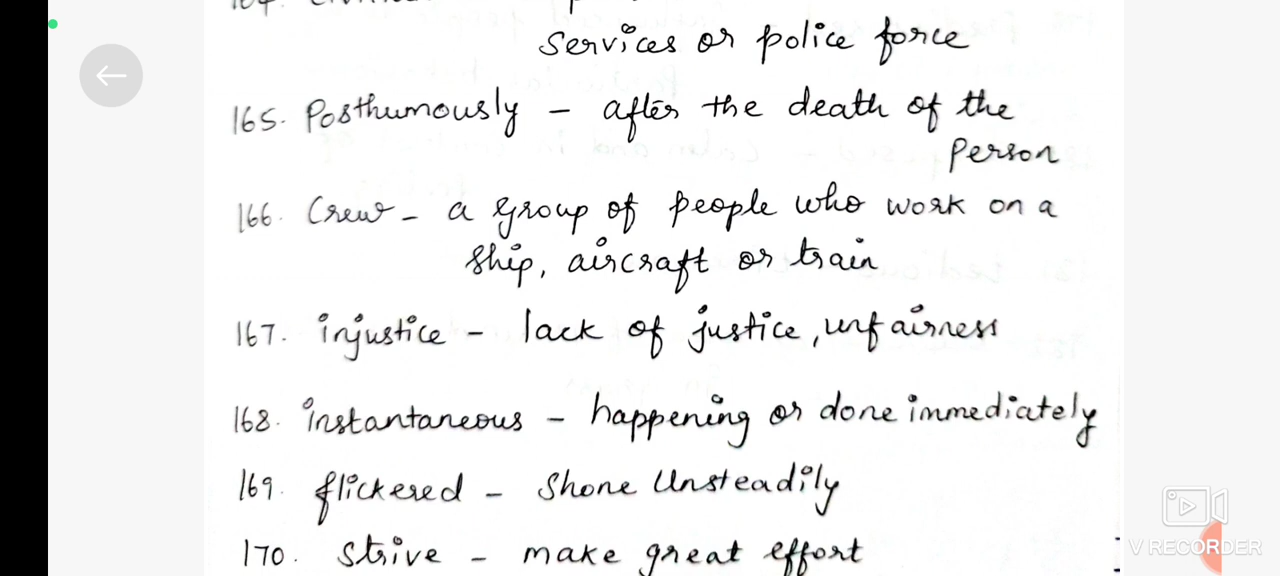 services or police force
165. Posthumously - after the death of the
person
166. Crew - a group of people who work on a
ship, aircraft or train
167. injustice - lack of justice, unfairness
168. instantaneous - happening or done immediately
169. flickered - Shone Unsteadily
170. Strive - make great effort
V RECORDER